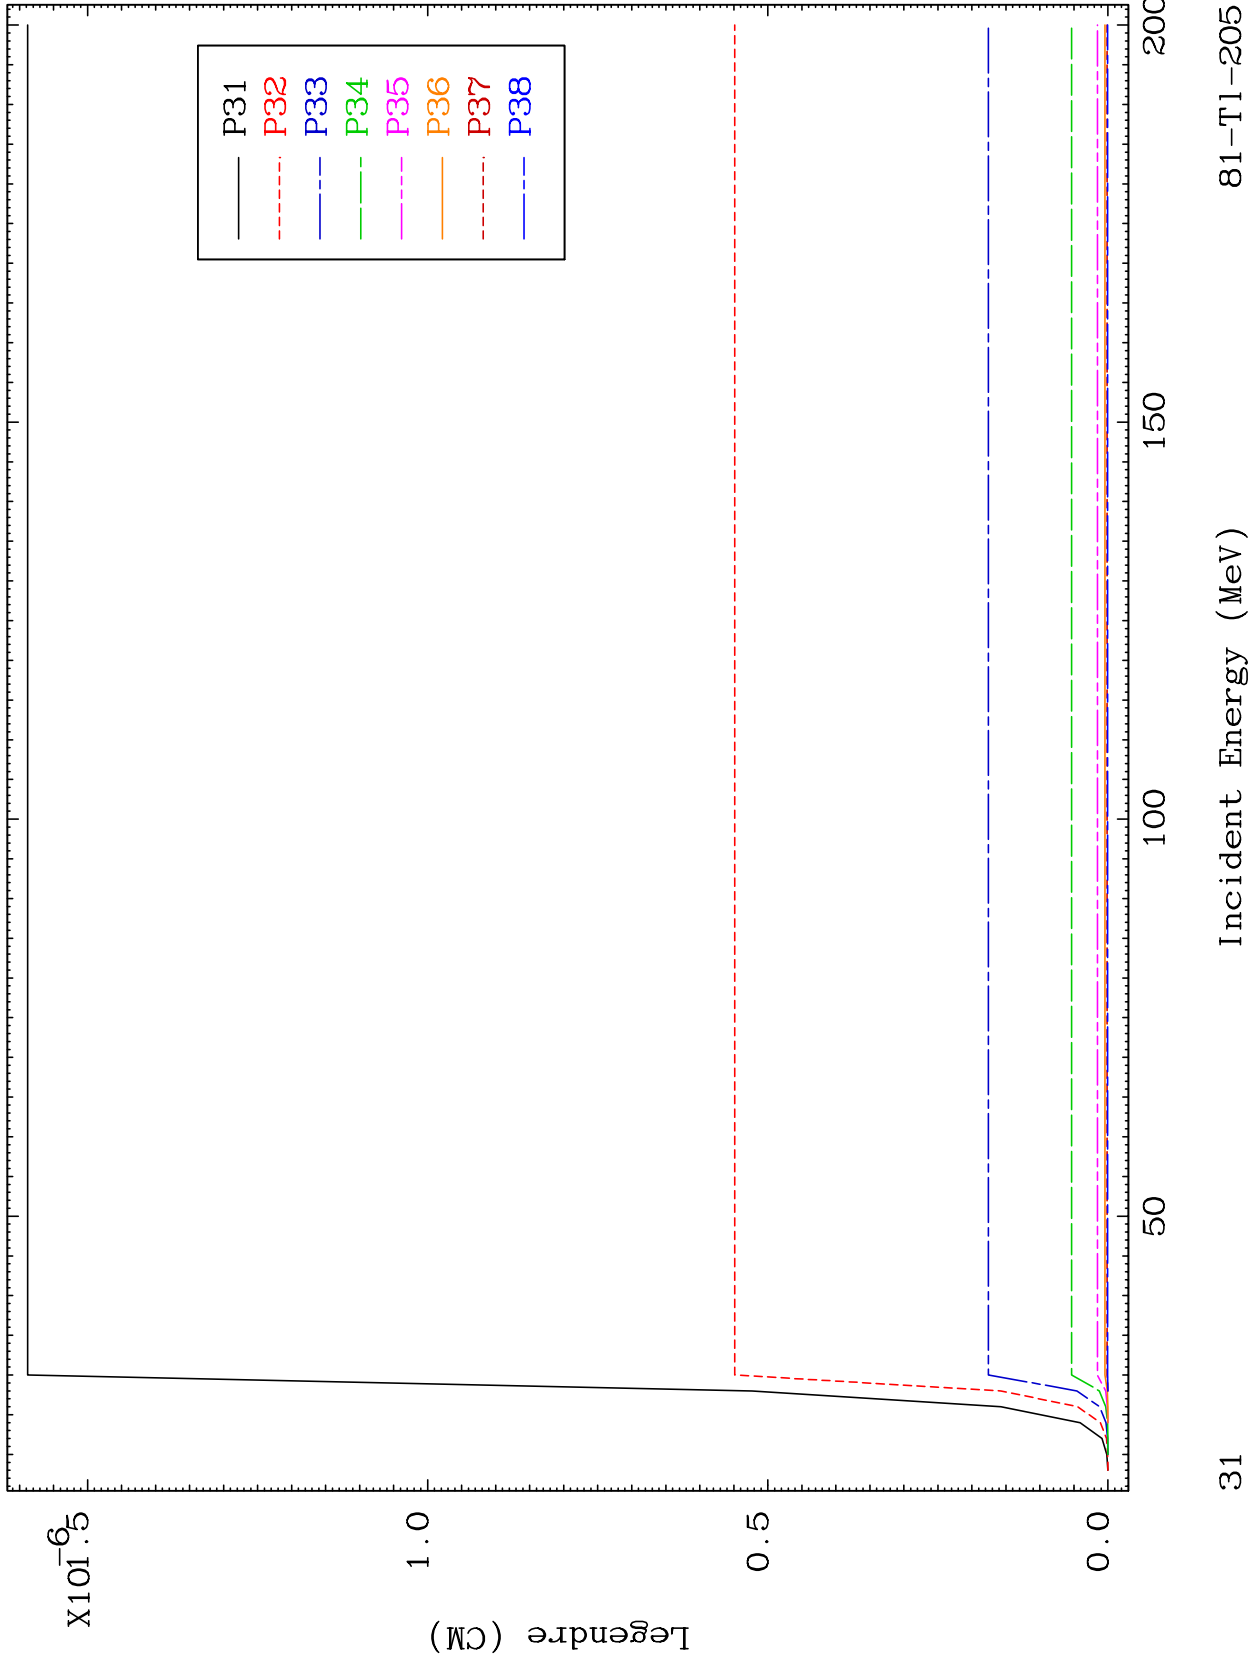 X10-6
1.5
1.0
0.5
0.0
Legendre (CM)
P31
P32
P33
P34
P35
P36
P37
P38
50
100
150
200
31
Incident Energy (MeV)
81-Tl-205